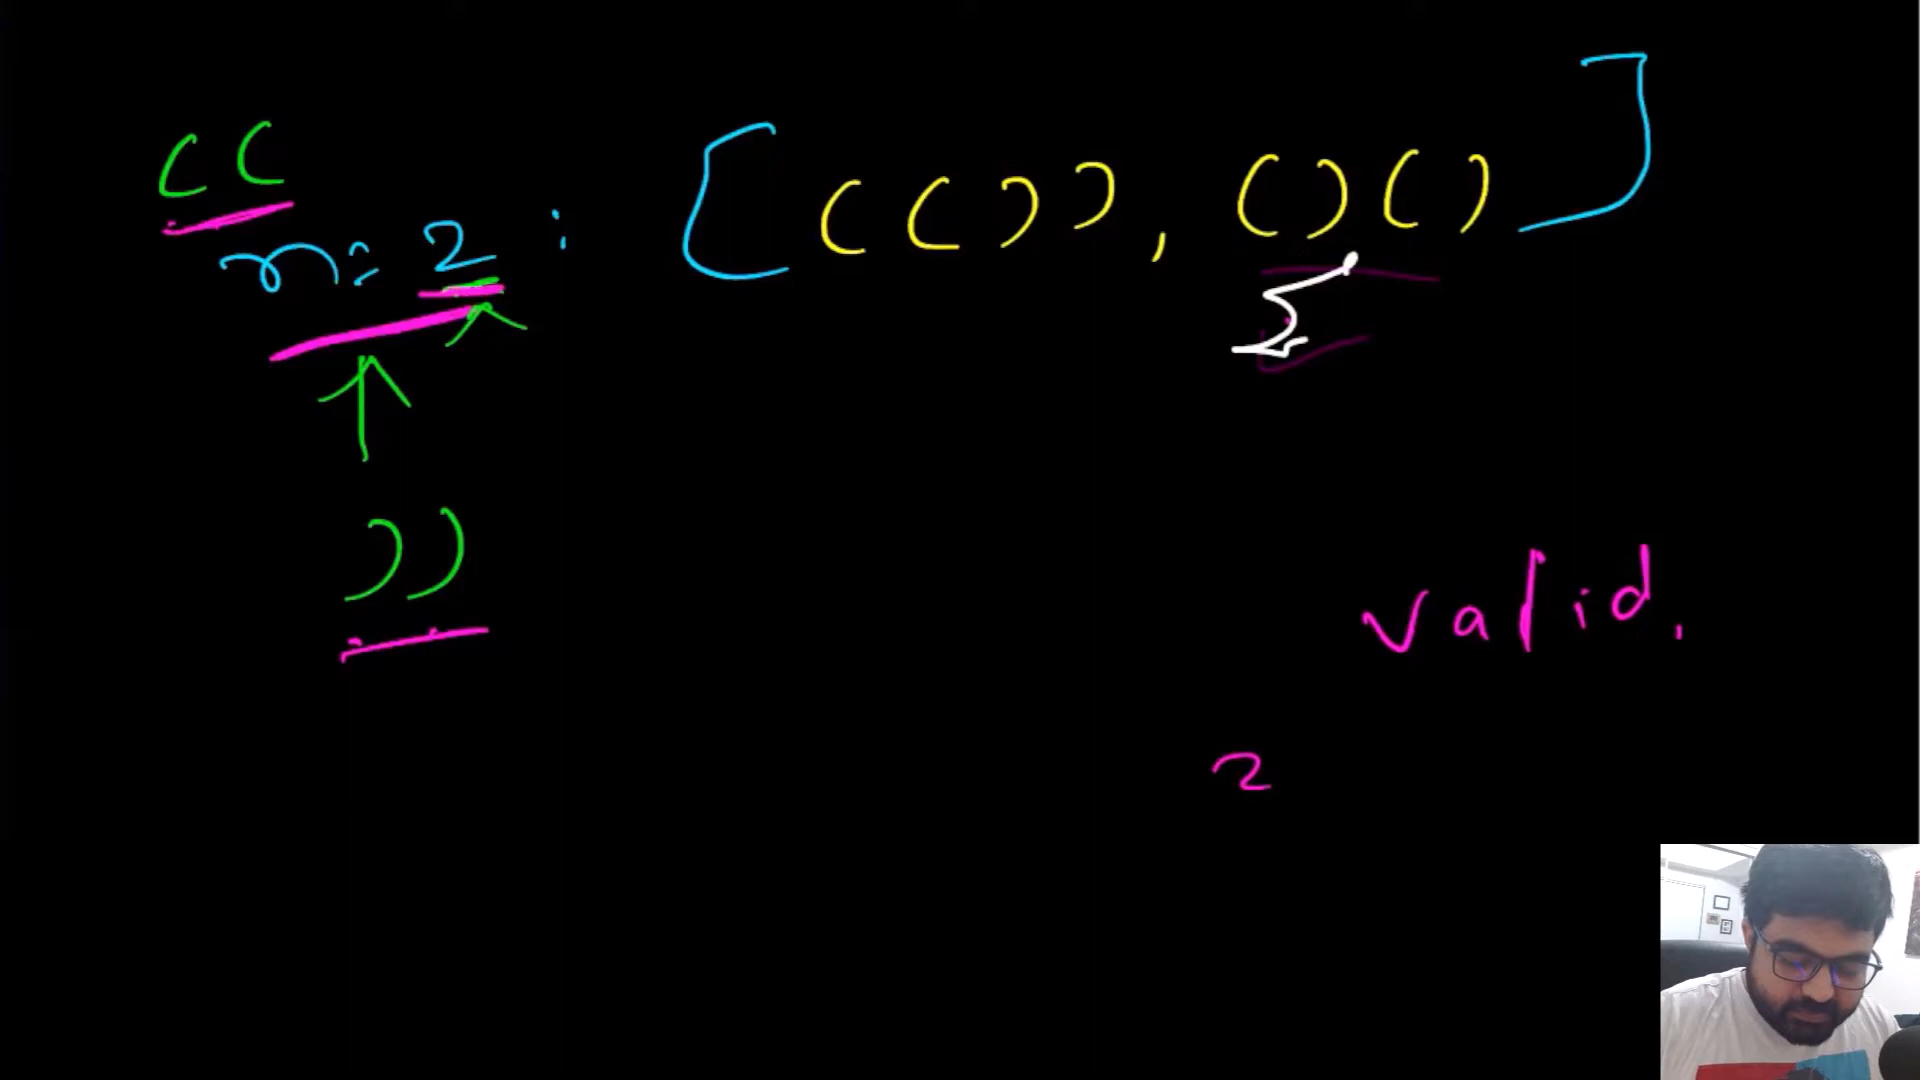 ((
n = 2 : [ (()) , ()() ]
))
valid.
2